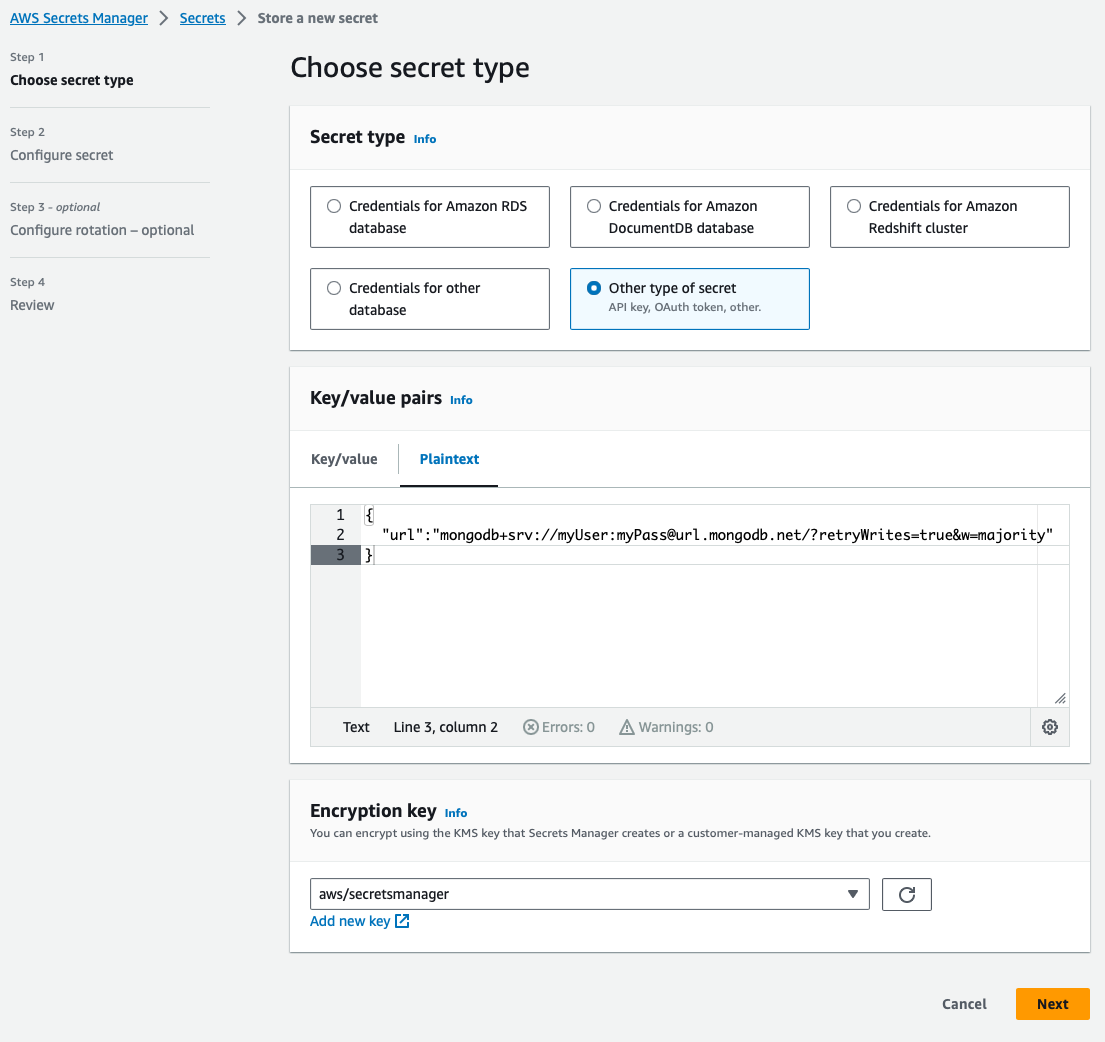 AWS Secrets Manager > Secrets > Store a new secret
Step 1
Choose secret type
Step 2
Configure secret
Step 3 - optional
Configure rotation – optional
Step 4
Review
Choose secret type
Secret type Info
Credentials for Amazon RDS
database
Credentials for Amazon
DocumentDB database
Credentials for Amazon
Redshift cluster
Credentials for other
database
Other type of secret
API key, OAuth token, other.
Key/value pairs Info
Key/value
Plaintext
1 {
2 "url":"mongodb+srv://myUser:myPass@url.mongodb.net/?retryWrites=true&w=majority"
3 }
Text Line 3, column 2 Errors: 0 Warnings: 0
Encryption key Info
You can encrypt using the KMS key that Secrets Manager creates or a customer-managed KMS key that you create.
aws/secretsmanager
Add new key
Cancel Next